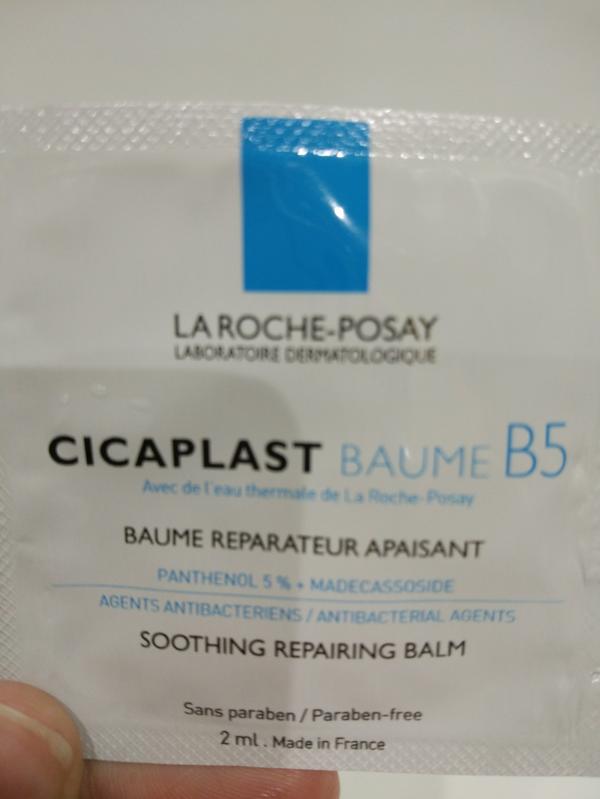 LA ROCHE-POSAY
LABORATOIRE DERMATOLOGIQUE
CICAPLAST BAUME B5
Avec de l'eau thermale de La Roche-Posay
BAUME REPARATEUR APAISANT
PANTHENOL 5 % + MADECASSOSIDE
AGENTS ANTIBACTERIENS / ANTIBACTERIAL AGENTS
SOOTHING REPAIRING BALM
Sans paraben / Paraben-free
2 ml . Made in France